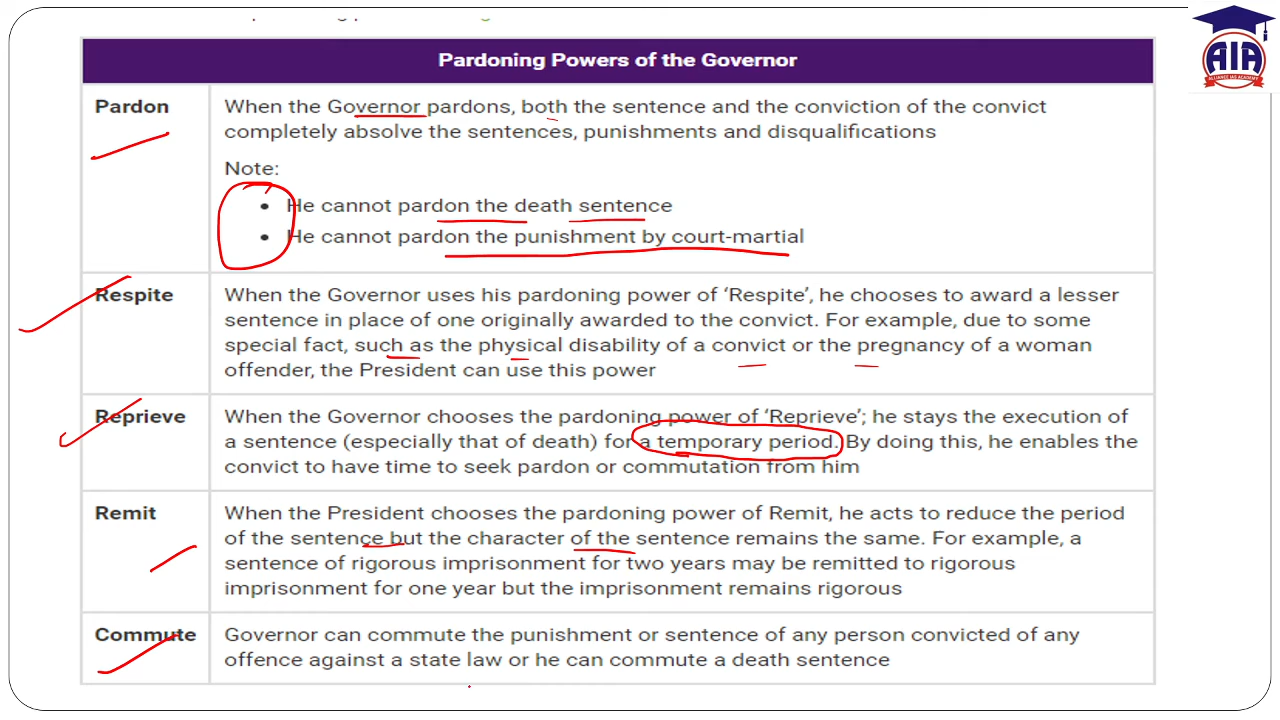 AIA
ALLIANCE IAS ACADEMY
Pardoning Powers of the Governor
Pardon
When the Governor pardons, both the sentence and the conviction of the convict
completely absolve the sentences, punishments and disqualifications
Note:
• He cannot pardon the death sentence
• He cannot pardon the punishment by court-martial
Respite
When the Governor uses his pardoning power of ‘Respite’, he chooses to award a lesser
sentence in place of one originally awarded to the convict. For example, due to some
special fact, such as the physical disability of a convict or the pregnancy of a woman
offender, the President can use this power
Reprieve
When the Governor chooses the pardoning power of ‘Reprieve’; he stays the execution of
a sentence (especially that of death) for a temporary period. By doing this, he enables the
convict to have time to seek pardon or commutation from him
Remit
When the President chooses the pardoning power of Remit, he acts to reduce the period
of the sentence but the character of the sentence remains the same. For example, a
sentence of rigorous imprisonment for two years may be remitted to rigorous
imprisonment for one year but the imprisonment remains rigorous
Commute
Governor can commute the punishment or sentence of any person convicted of any
offence against a state law or he can commute a death sentence